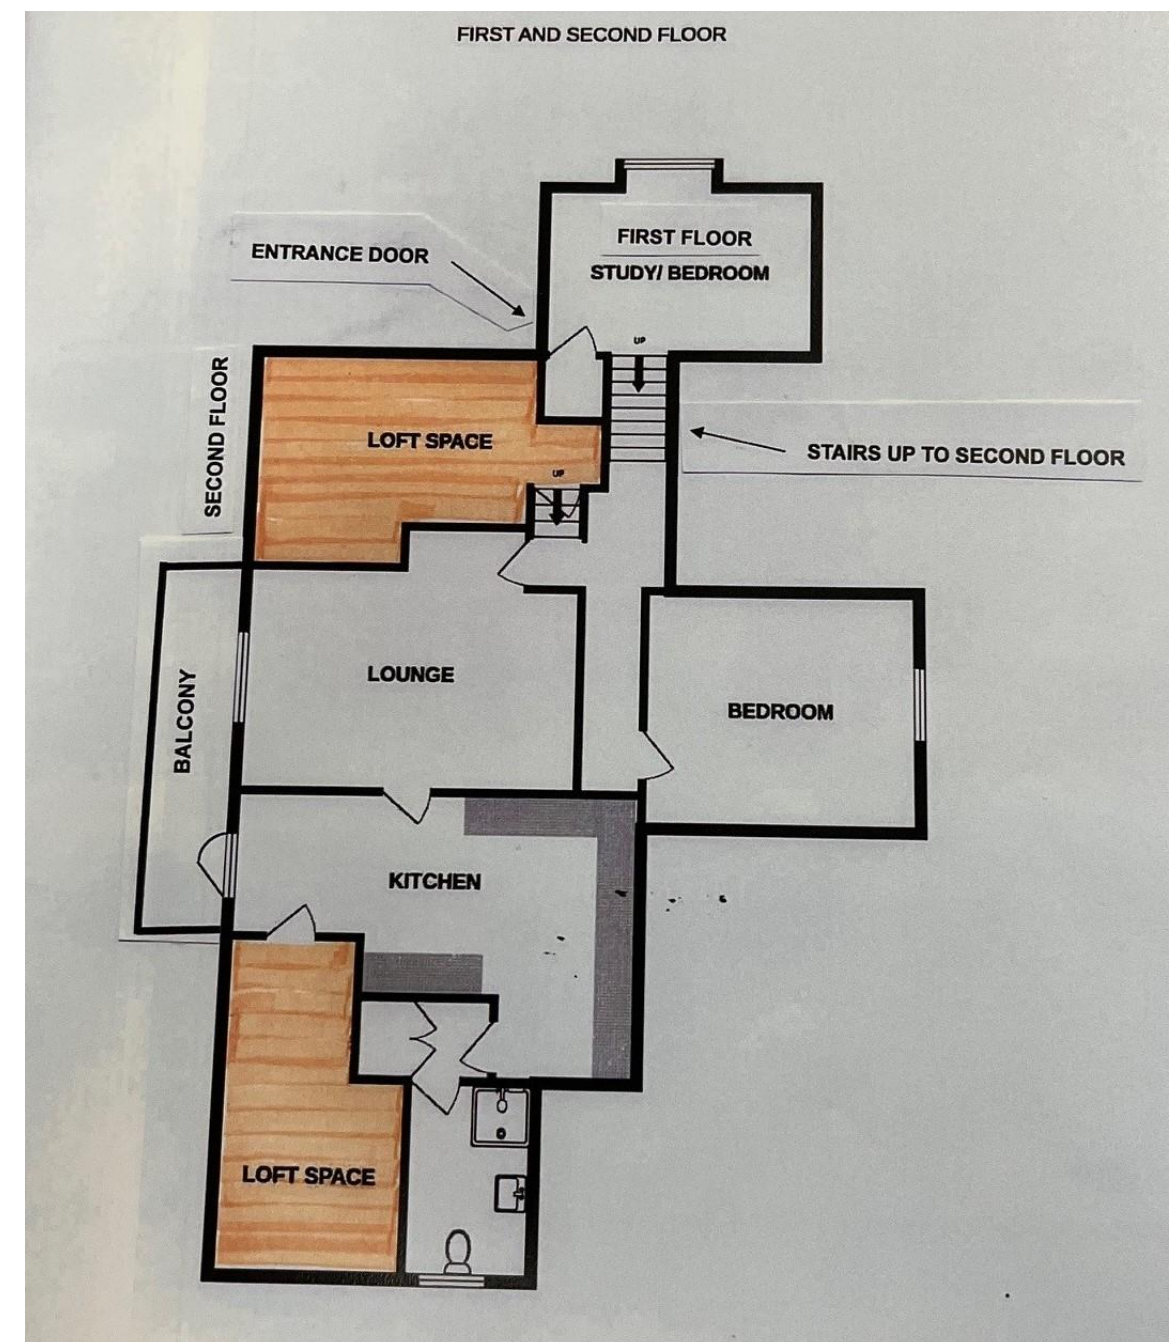 FIRST AND SECOND FLOOR
ENTRANCE DOOR
FIRST FLOOR
STUDY/ BEDROOM
UP
SECOND FLOOR
LOFT SPACE
STAIRS UP TO SECOND FLOOR
UP
BALCONY
LOUNGE
BEDROOM
KITCHEN
LOFT SPACE